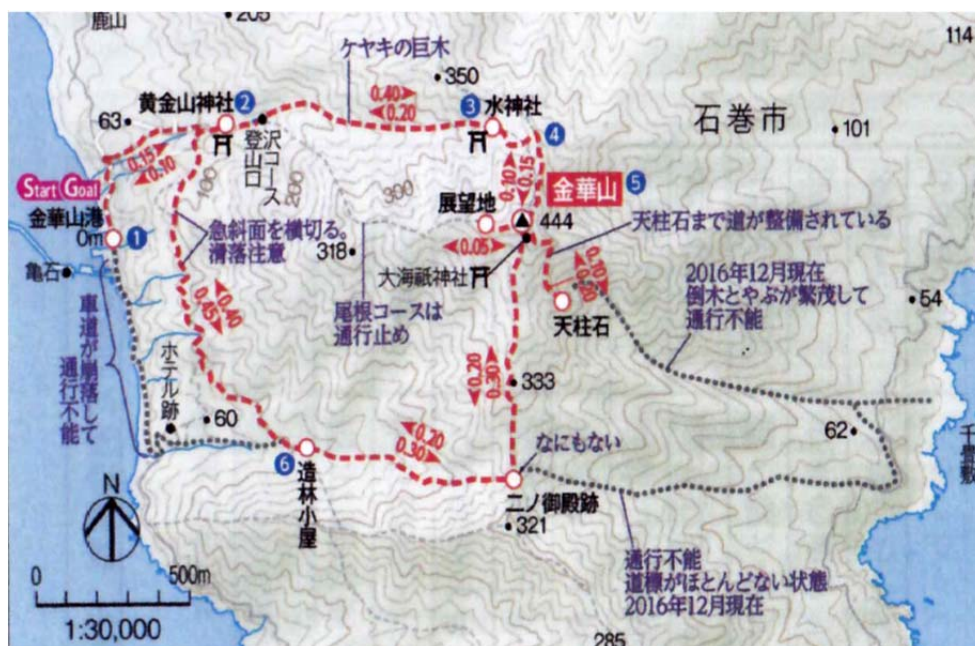 鹿山
205
114
ケヤキの巨木
350
0.40
0.20
黄金山神社
2
63
3
水神社
4
石巻市
101
沢コース
登山口
0.15
0.10
100
200
300
0.10
0.15
Start Goal
金華山港
0m
1
亀石
急斜面を横切る。
滑落注意
318
展望地
金華山
5
444
0.05
大海祇神社
天柱石まで道が整備されている
0.10
0.20
天柱石
2016年12月現在
倒木とやぶが繁茂して
通行不能
54
尾根コースは
通行止め
0.40
0.45
車道が崩落して
通行不能
ホテル跡
60
0.20
0.30
333
62
千畳敷
なにもない
0.20
0.30
6
造林小屋
二ノ御殿跡
321
N
0
500m
1:30,000
通行不能
道標がほとんどない状態
2016年12月現在
285